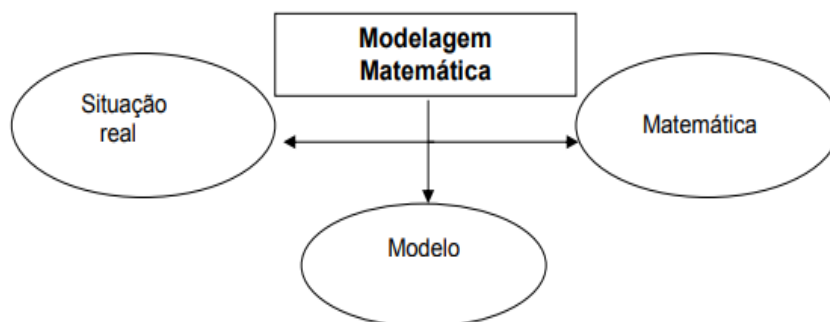 Modelagem
Matemática
Situação
real
Matemática
Modelo